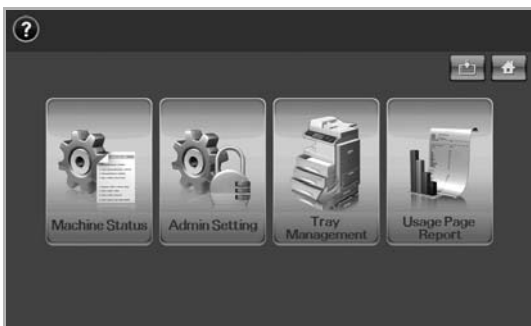 ?
Machine Status
Admin Setting
Tray
Management
Usage Page
Report